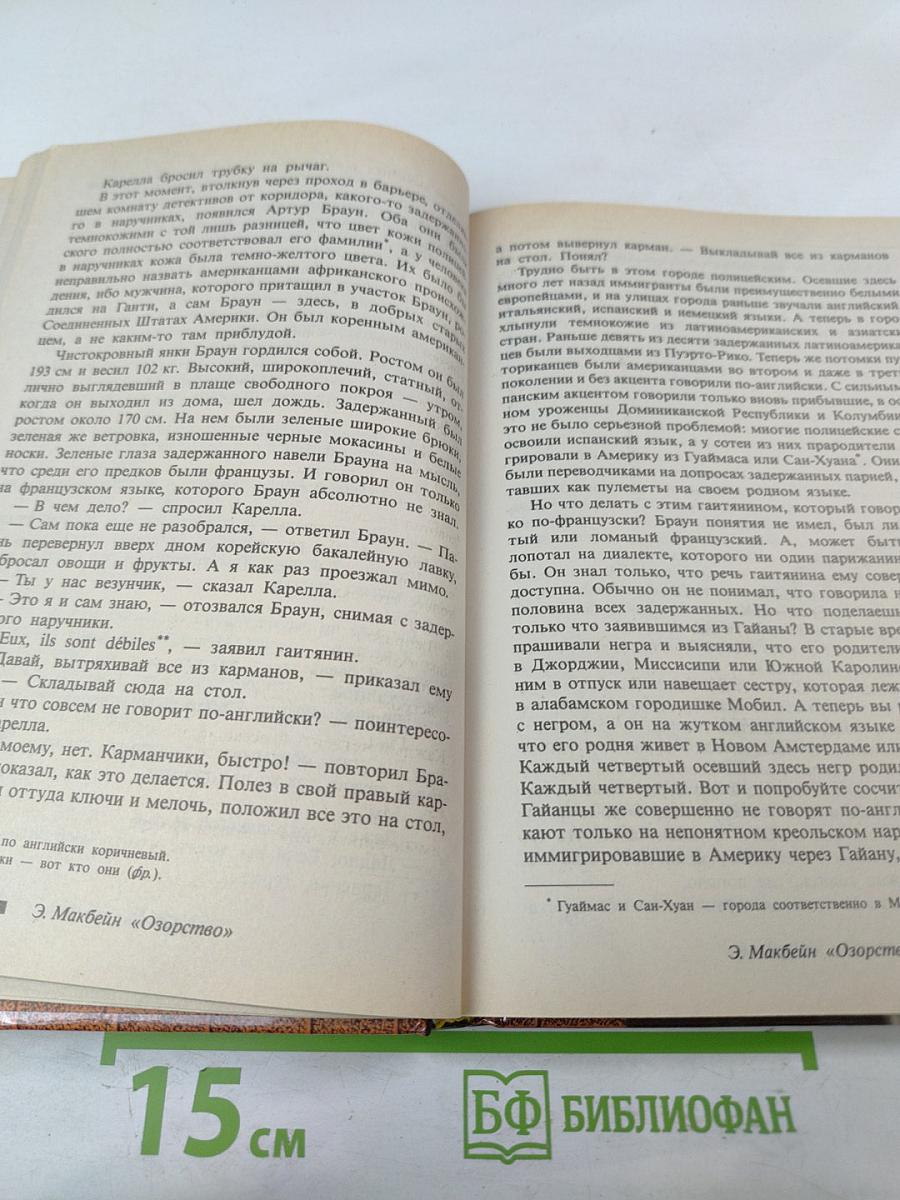 Карелла бросил трубку на рычаг.
В этот момент, втолкнув через проход в барьере,
шем комнату детективов от коридора, какого-то
го в наручниках, появился Артур Браун. Оба они
темнокожими с той лишь разницей, что цвет кожи
ского полностью соответствовал его фамилии*, а у
в наручниках кожа была темно-желтого цвета. Их было
неправильно назвать американцами африканского
дения, ибо мужчина, которого притащил в участок Браун,
дился на Гаити, а сам Браун — здесь, в добрых старых
Соединенных Штатах Америки. Он был коренным американ-
цем, а не каким-то там приблудой.
Чистокровный янки Браун гордился собой. Ростом он был
193 см и весил 102 кг. Высокий, широкоплечий, статный, от-
лично выглядевший в плаще свободного покроя — утром,
когда он выходил из дома, шел дождь. Задержанный был
ростом около 170 см. На нем были зеленые широкие брюки,
зеленая же ветровка, изношенные черные мокасины и белые
носки. Зеленые глаза задержанного навели Брауна на мысль,
что среди его предков были французы. И говорил он только
на французском языке, которого Браун абсолютно не знал.
— В чем дело? — спросил Карелла.
— Сам пока еще не разобрался, — ответил Браун. — Па-
нь перевернул вверх дном корейскую бакалейную лавку,
бросал овощи и фрукты. А я как раз проезжал мимо.
— Ты у нас везунчик, — сказал Карелла.
— Это я и сам знаю, — отозвался Браун, снимая с задер-
ого наручники.
Eux, ils sont débiles**, — заявил гаитянин.
Давай, вытряхивай все из карманов, — приказал ему
— Складывай сюда на стол.
н что совсем не говорит по-английски? — поинтересо-
арелла.
моему, нет. Карманчики, быстро! — повторил Бра-
оказал, как это делается. Полез в свой правый кар-
л оттуда ключи и мелочь, положил все это на стол,
по английски коричневый.
ки — вот кто они (фр.).
Э. Макбейн «Озорство»
а потом вывернул карман. — Выкладывай все из карманов
на стол. Понял?
Трудно быть в этом городе полицейским. Осевшие здесь
много лет назад иммигранты были преимущественно белыми
европейцами, и на улицах города раньше звучали английский,
итальянский, испанский и немецкий языки. А теперь в горо
хлынули темнокожие из латиноамериканских и азиатски
стран. Раньше девять из десяти задержанных латиноамерика
цев были выходцами из Пуэрто-Рико. Теперь же потомки пу
ториканцев были американцами во втором и даже в треть
поколении и без акцента говорили по-английски. С сильным
панским акцентом говорили только вновь прибывшие, в ос
ном уроженцы Доминиканской Республики и Колумбии
это не было серьезной проблемой: многие полицейские с
освоили испанский язык, а у сотен из них прародители
грировали в Америку из Гуаймаса или Сан-Хуана*. Они
были переводчиками на допросах задержанных парней,
тавших как пулеметы на своем родном языке.
Но что делать с этим гаитянином, который говор
ко по-французски? Браун понятия не имел, был ли
тый или ломаный французский. А, может быть
лопотал на диалекте, которого ни один парижанин
бы. Он знал только, что речь гаитянина ему совер
доступна. Обычно он не понимал, что говорила н
половина всех задержанных. Но что поделаешь
только что заявившимся из Гайаны? В старые вре
прашивали негра и выясняли, что его родители
в Джорджии, Миссисипи или Южной Каролине
ним в отпуск или навещает сестру, которая леж
в алабамском городишке Мобил. А теперь вы р
с негром, а он на жутком английском языке
что его родня живет в Новом Амстердаме или
Каждый четвертый осевший здесь негр родил
Каждый четвертый. Вот и попробуйте сосчит
Гайанцы же совершенно не говорят по-англ
кают только на непонятном креольском нар
иммигрировавшие в Америку через Гайану,
* Гуаймас и Сан-Хуан — города соответственно в М
Э. Макбейн «Озорств
15 см
БФ БИБЛИОФАН